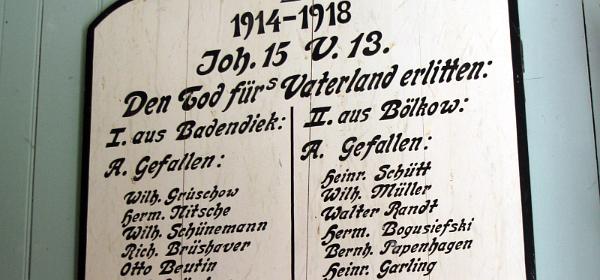 1914-1918
Joh. 15 V. 13.
Den Tod fürs Vaterland erlitten:
I. aus Badendiek:
A. Gefallen:
Wilh. Grüschow
Herm. Nitsche
Wilh. Schünemann
Rich. Brüshaver
Otto Beutin
II. aus Bölkow:
A. Gefallen:
Heinr. Schütt
Wilh. Müller
Walter Randt
Herm. Bogusiefski
Bernh. Papenhagen
Heinr. Garling